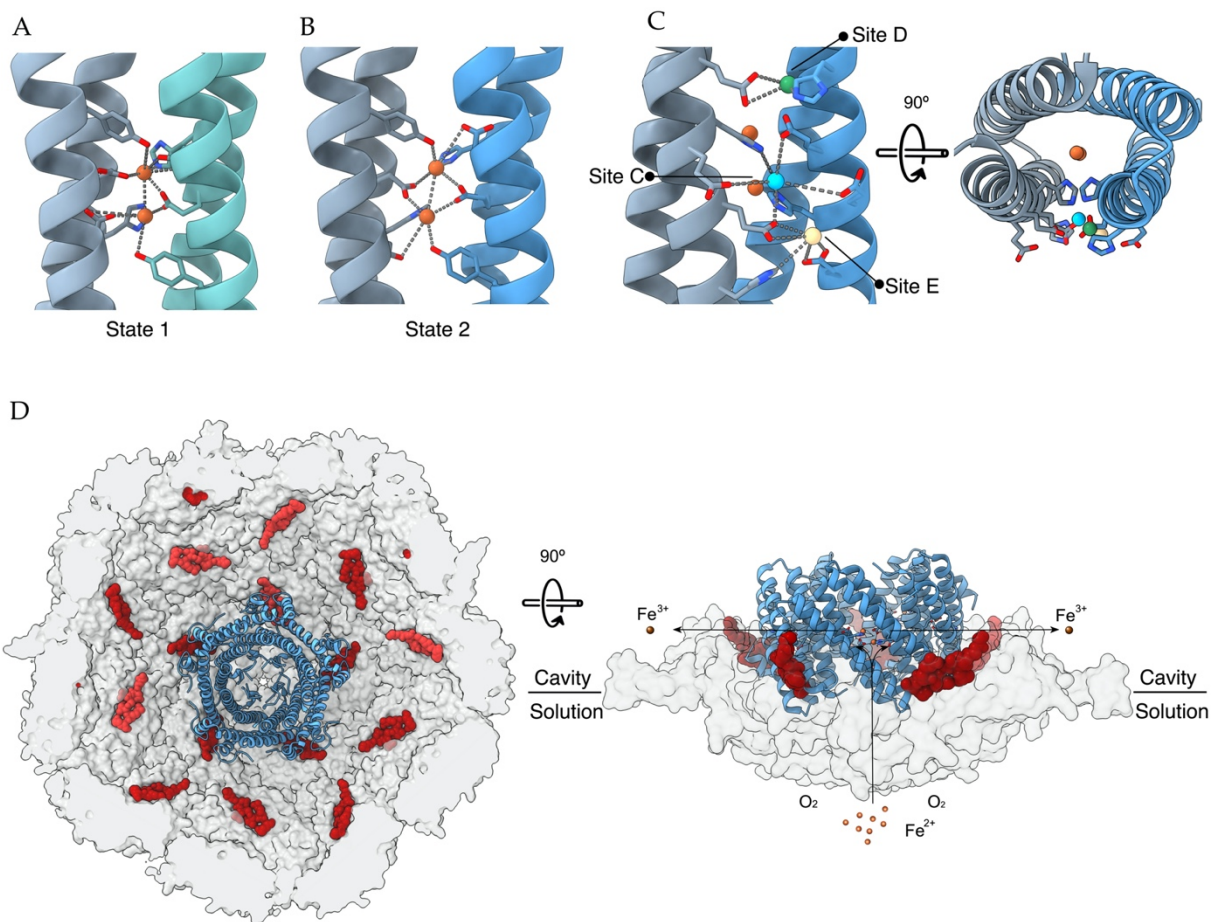 A
B
C
Site D
90º
Site C
Site E
State 1
State 2
D
90º
Fe³⁺
Fe³⁺
Cavity
Cavity
Solution
Solution
O₂
O₂
Fe²⁺